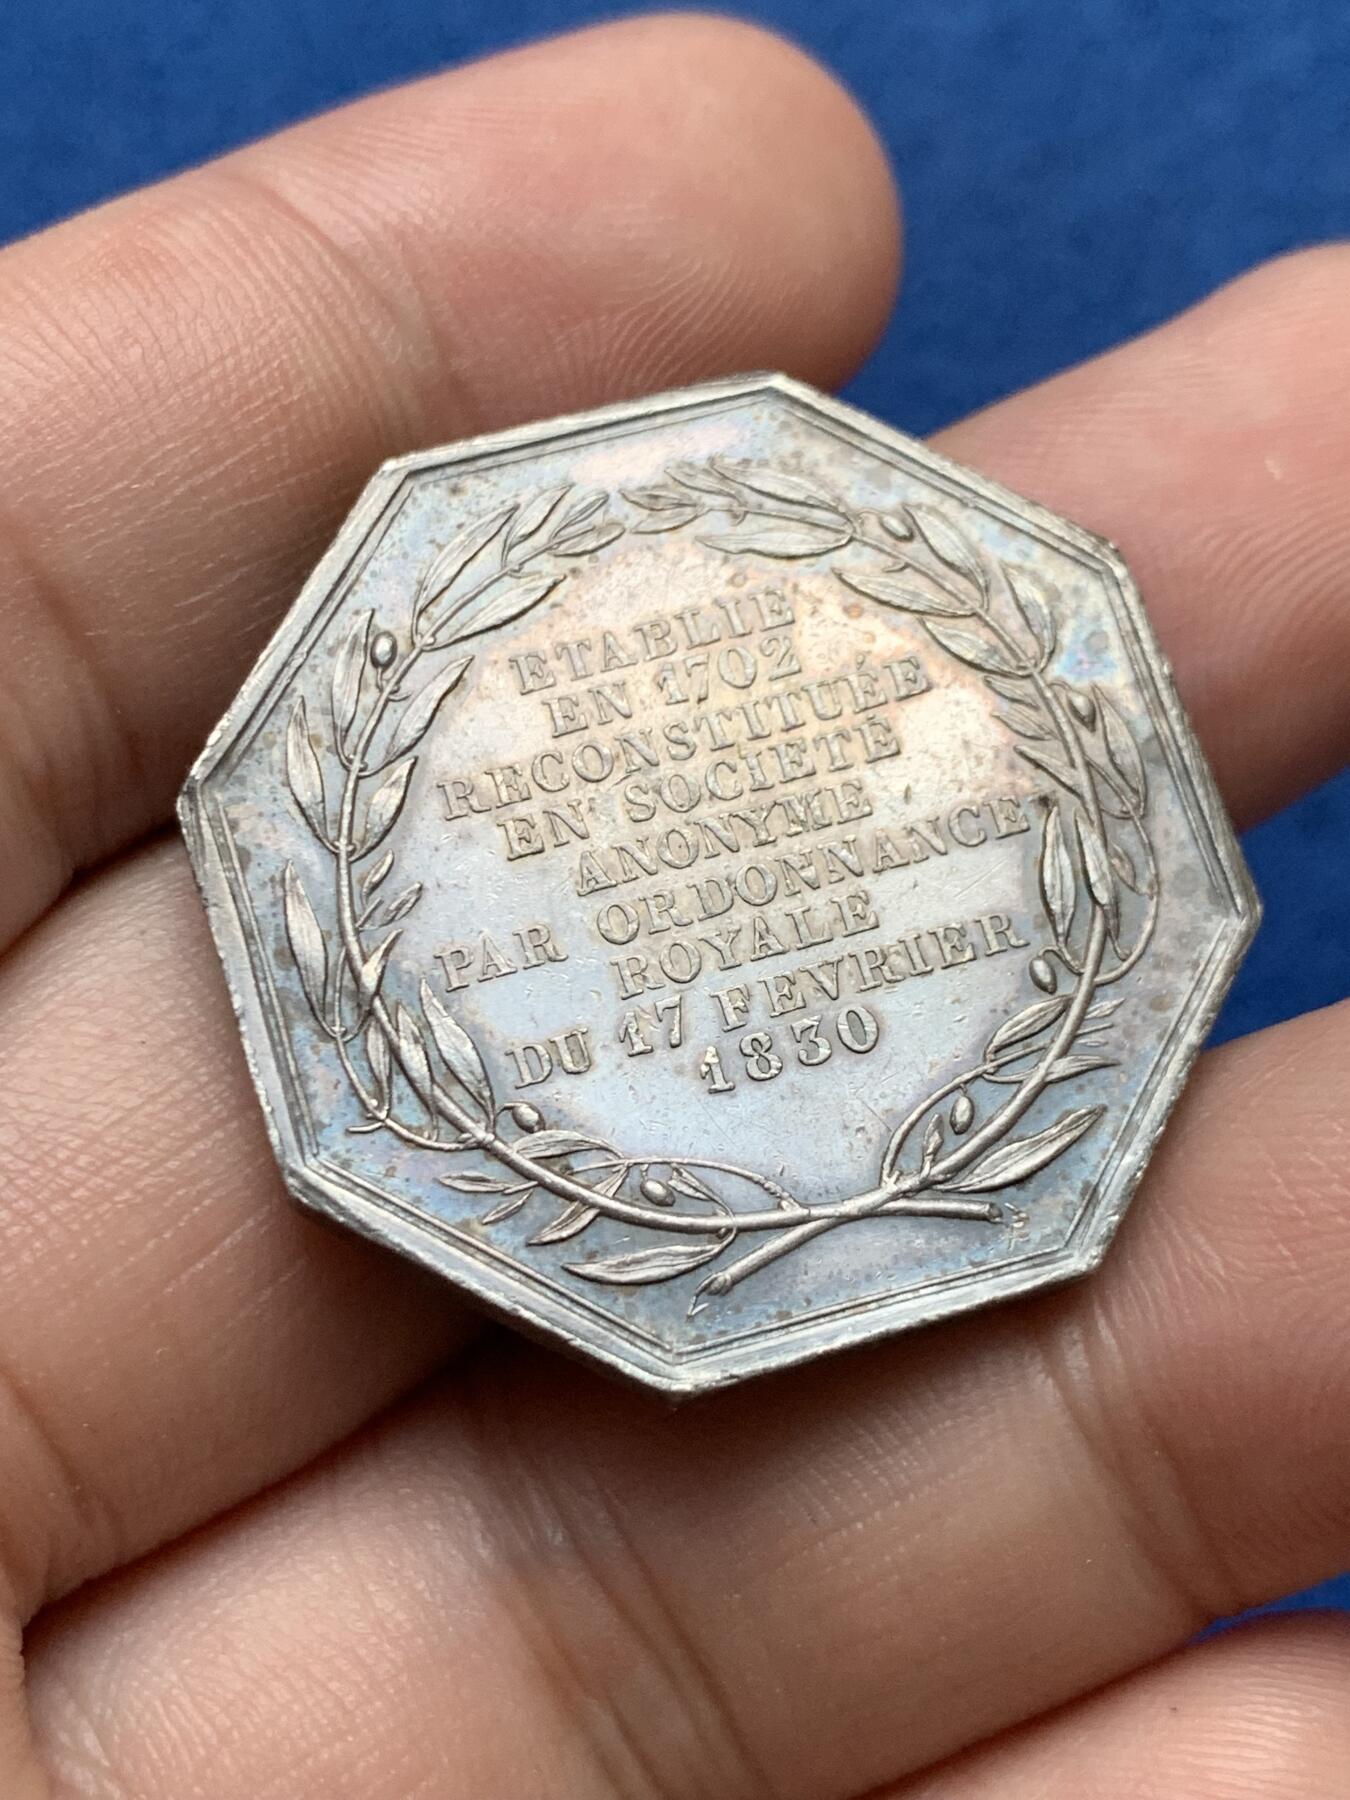 ETABLIE
EN 1702
RECONSTITUÉE
EN SOCIÉTÉ
ANONYME
PAR ORDONNANCE
ROYALE
DU 17 FEVRIER
1830